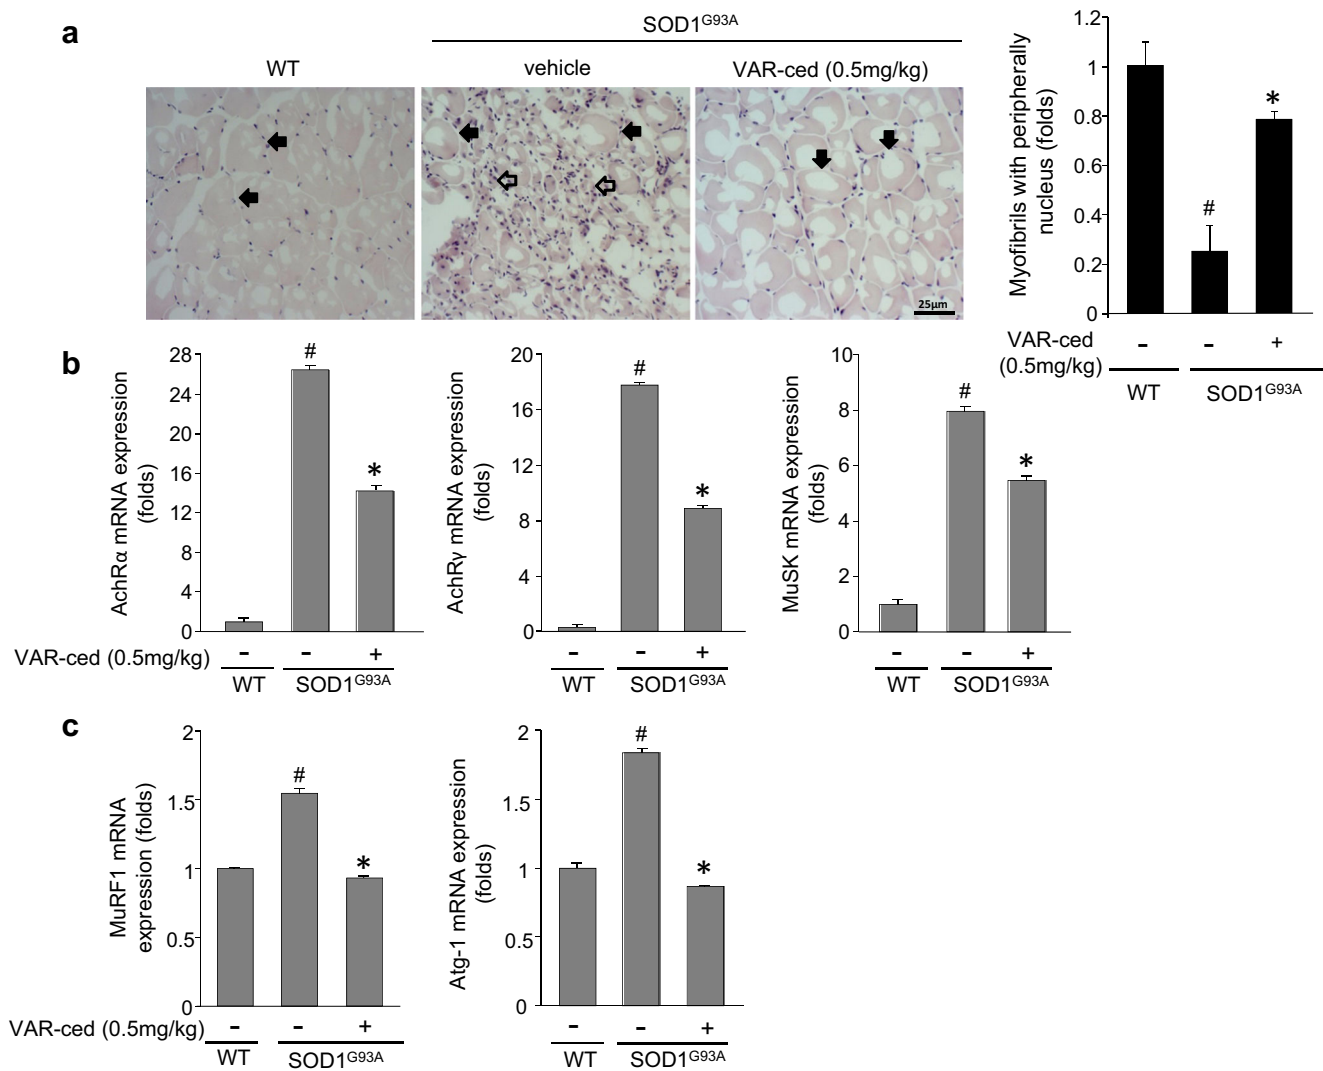 a
SOD1G93A
WT
vehicle
VAR-ced (0.5mg/kg)
25µm
Myofibrils with peripherally
nucleus (folds)
1.2
1
0.8
0.6
0.4
0.2
0
#
*
VAR-ced
(0.5mg/kg)
- - +
WT SOD1G93A
b
AchRα mRNA expression
(folds)
28
24
20
16
12
8
4
0
#
*
AchRγ mRNA expression
(folds)
20
16
12
8
4
0
#
*
MuSK mRNA expression
(folds)
10
8
6
4
2
0
#
*
VAR-ced (0.5mg/kg) - - + - - + - - +
WT SOD1G93A WT SOD1G93A WT SOD1G93A
c
MuRF1 mRNA
expression (folds)
2
1.5
1
0.5
0
#
*
Atg-1 mRNA expression
(folds)
2
1.5
1
0.5
0
#
*
VAR-ced (0.5mg/kg) - - + - - +
WT SOD1G93A WT SOD1G93A